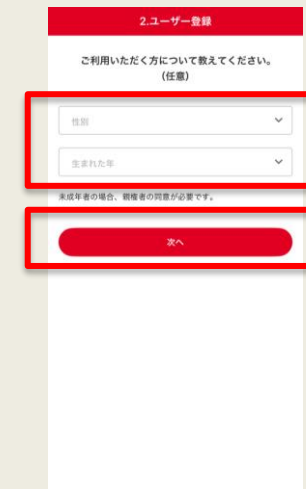 2.ユーザー登録
ご利用いただく方について教えてください。
(任意)
性別
生まれた年
未成年者の場合、親権者の同意が必要です。
次へ